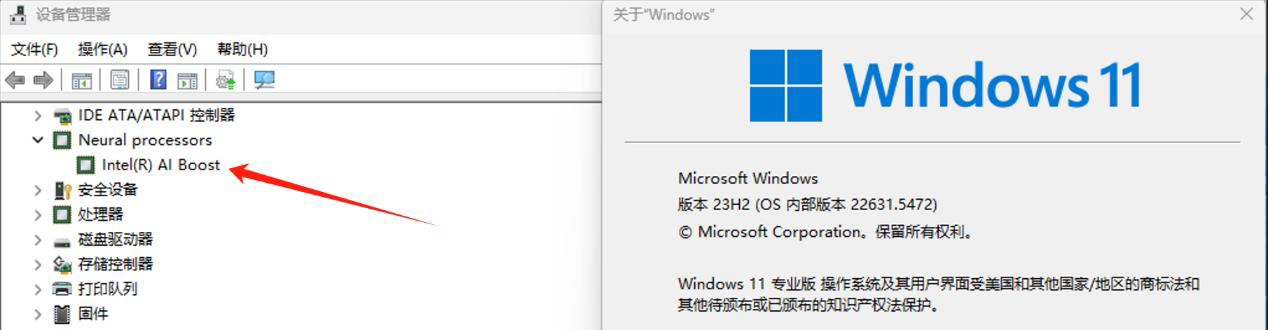 设备管理器
文件(F) 操作(A) 查看(V) 帮助(H)
IDE ATA/ATAPI 控制器
Neural processors
Intel(R) AI Boost
安全设备
处理器
磁盘驱动器
存储控制器
打印队列
固件
关于“Windows”
Windows 11
Microsoft Windows
版本 23H2 (OS 内部版本 22631.5472)
© Microsoft Corporation。保留所有权利。
Windows 11 专业版 操作系统及其用户界面受美国和其他国家/地区的商标法和
其他待颁布或已颁布的知识产权法保护。